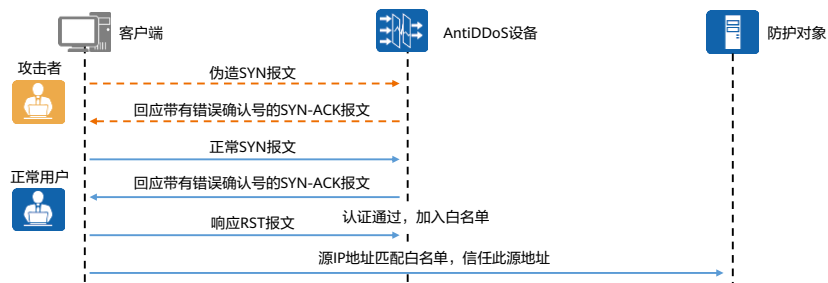 客户端
AntiDDoS设备
防护对象
攻击者
伪造SYN报文
回应带有错误确认号的SYN-ACK报文
正常SYN报文
正常用户
回应带有错误确认号的SYN-ACK报文
认证通过，加入白名单
响应RST报文
源IP地址匹配白名单，信任此源地址